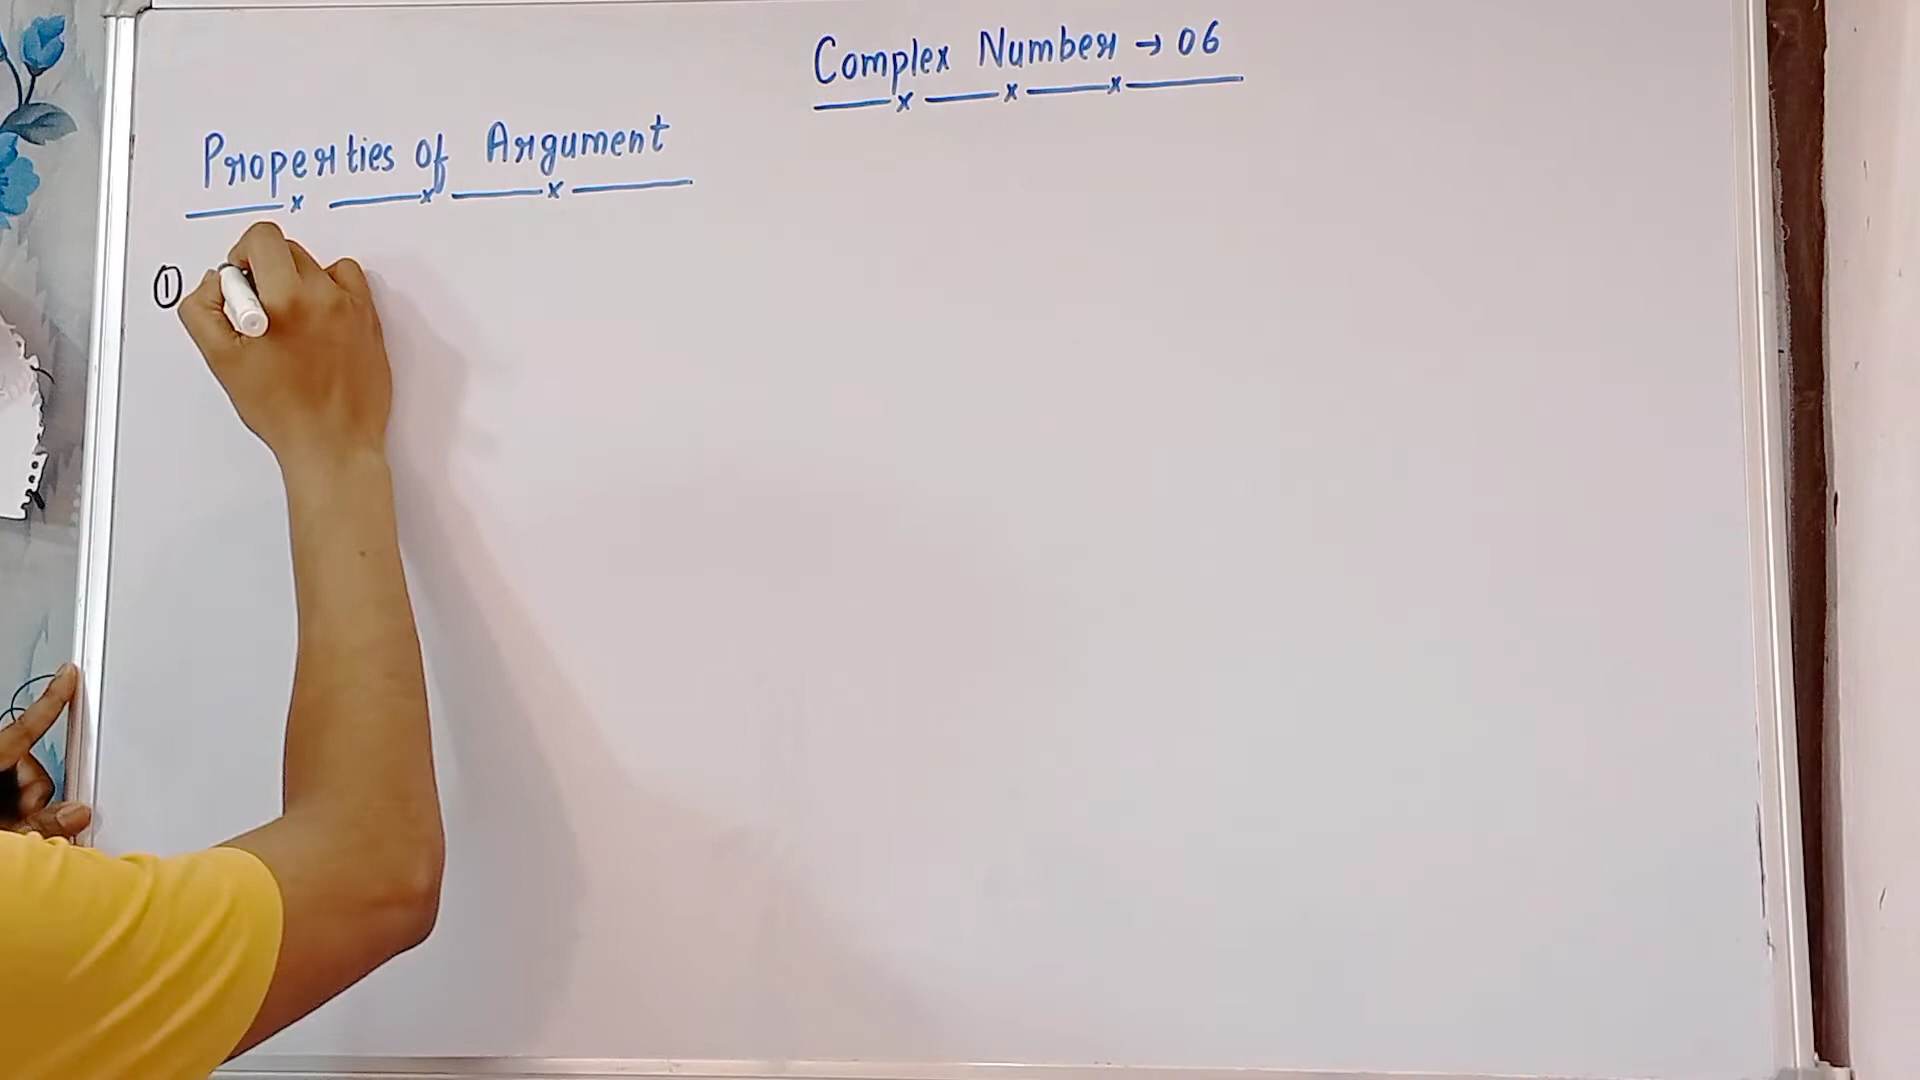 Complex Number → 06
Properties of Argument
①